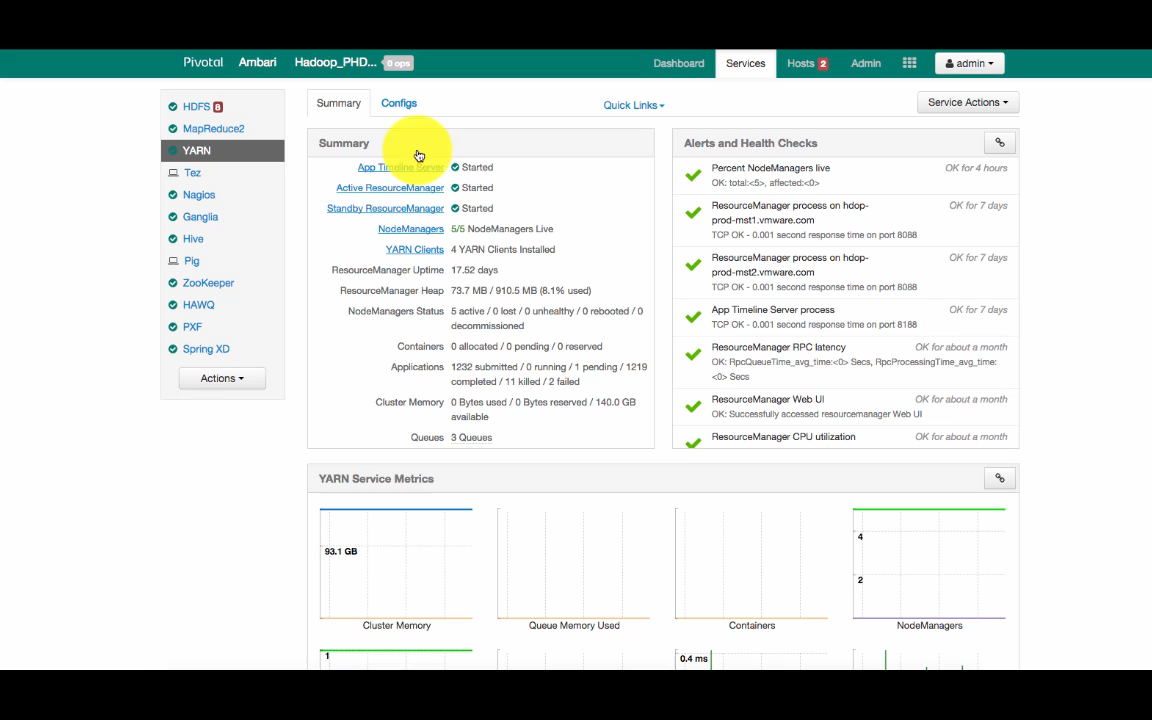 Pivotal Ambari Hadoop_PHD... 0 ops Dashboard Services Hosts 2 Admin admin
HDFS 8
MapReduce2
YARN
Tez
Nagios
Ganglia
Hive
Pig
ZooKeeper
HAWQ
PXF
Spring XD
Actions
Summary Configs Quick Links Service Actions
Summary
App Timeline Server Started
Active ResourceManager Started
Standby ResourceManager Started
NodeManagers 5/5 NodeManagers Live
YARN Clients 4 YARN Clients Installed
ResourceManager Uptime 17.52 days
ResourceManager Heap 73.7 MB / 910.5 MB (8.1% used)
NodeManagers Status 5 active / 0 lost / 0 unhealthy / 0 rebooted / 0
decommissioned
Containers 0 allocated / 0 pending / 0 reserved
Applications 1232 submitted / 0 running / 1 pending / 1219
completed / 11 killed / 2 failed
Cluster Memory 0 Bytes used / 0 Bytes reserved / 140.0 GB
available
Queues 3 Queues
Alerts and Health Checks
Percent NodeManagers live OK for 4 hours
OK: total:<5>, affected:<0>
ResourceManager process on hdop- OK for 7 days
prod-mst1.vmware.com
TCP OK - 0.001 second response time on port 8088
ResourceManager process on hdop- OK for 7 days
prod-mst2.vmware.com
TCP OK - 0.001 second response time on port 8088
App Timeline Server process OK for 7 days
TCP OK - 0.001 second response time on port 8188
ResourceManager RPC latency OK for about a month
OK: RpcQueueTime_avg_time:<0> Secs, RpcProcessingTime_avg_time:
<0> Secs
ResourceManager Web UI OK for about a month
OK: Successfully accessed resourcemanager Web UI
ResourceManager CPU utilization OK for about a month
YARN Service Metrics
93.1 GB
Cluster Memory
Queue Memory Used
Containers
4
2
NodeManagers
1
0.4 ms